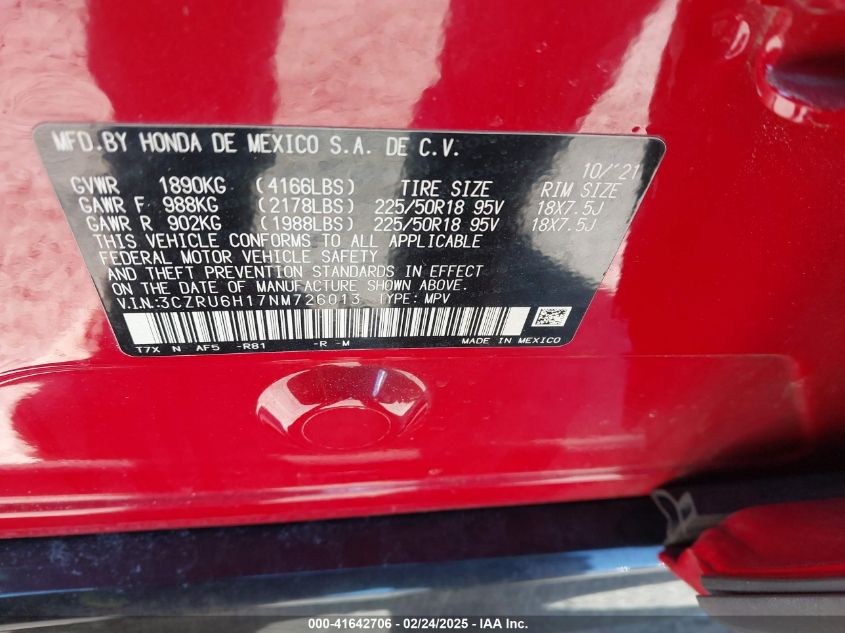 MFD.BY HONDA DE MEXICO S.A. DE C.V.
10/'21
GVWR 1890KG (4166LBS) TIRE SIZE RIM SIZE
GAWR F 988KG (2178LBS) 225/50R18 95V 18X7.5J
GAWR R 902KG (1988LBS) 225/50R18 95V 18X7.5J
THIS VEHICLE CONFORMS TO ALL APPLICABLE
FEDERAL MOTOR VEHICLE SAFETY
AND THEFT PREVENTION STANDARDS IN EFFECT
ON THE DATE OF MANUFACTURE SHOWN ABOVE.
V.I.N.:3CZRU6H17NM726013 TYPE: MPV
T7X N AF5 -R81 -R -M MADE IN MEXICO
000-41642706 | 02/24/2025 | © IAA Inc.